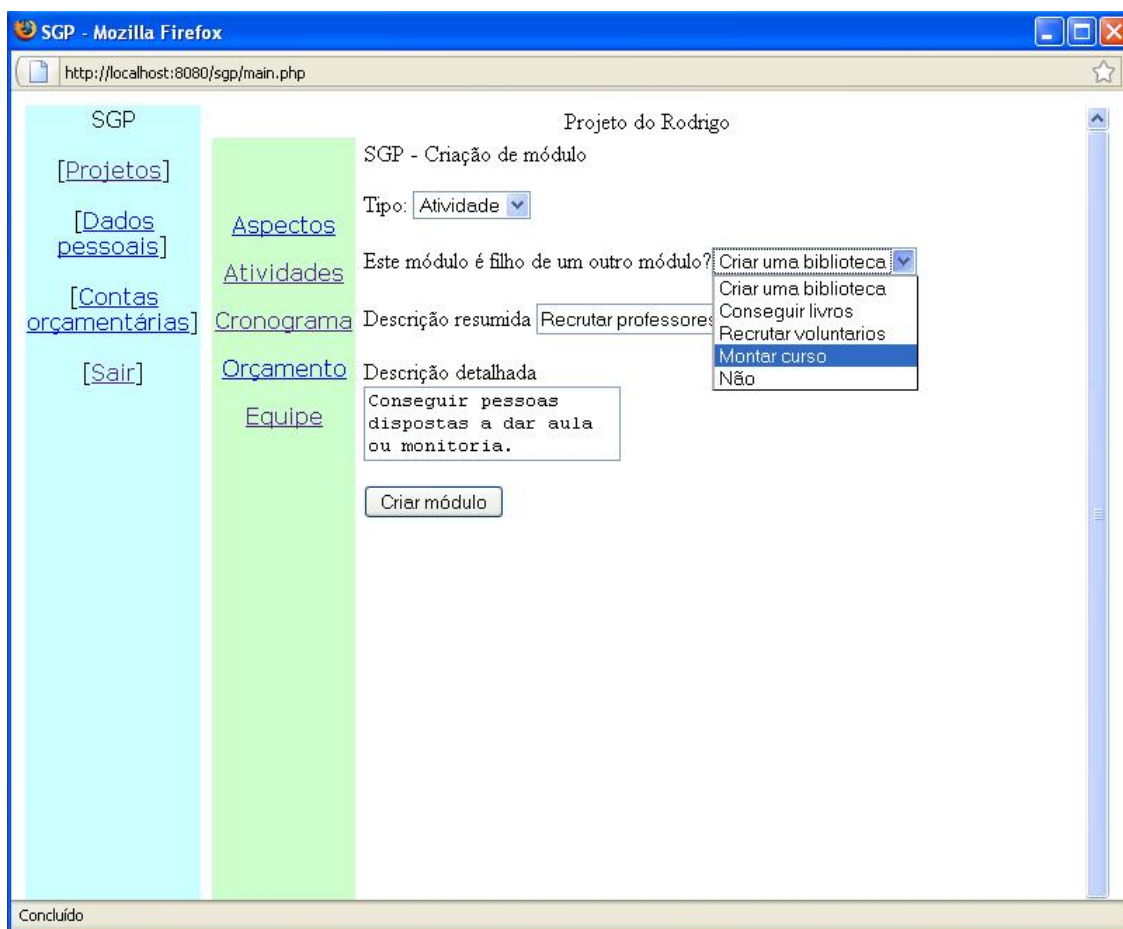 SGP - Mozilla Firefox
http://localhost:8080/sgp/main.php
SGP
[Projetos]
[Dados
pessoais]
[Contas
orçamentárias]
[Sair]
Aspectos
Atividades
Cronograma
Orçamento
Equipe
Projeto do Rodrigo
SGP - Criação de módulo
Tipo: Atividade
Este módulo é filho de um outro módulo? Criar uma biblioteca
Criar uma biblioteca
Conseguir livros
Recrutar voluntarios
Montar curso
Não
Descrição resumida Recrutar professores
Descrição detalhada
Conseguir pessoas
dispostas a dar aula
ou monitoria.
Criar módulo
Concluído